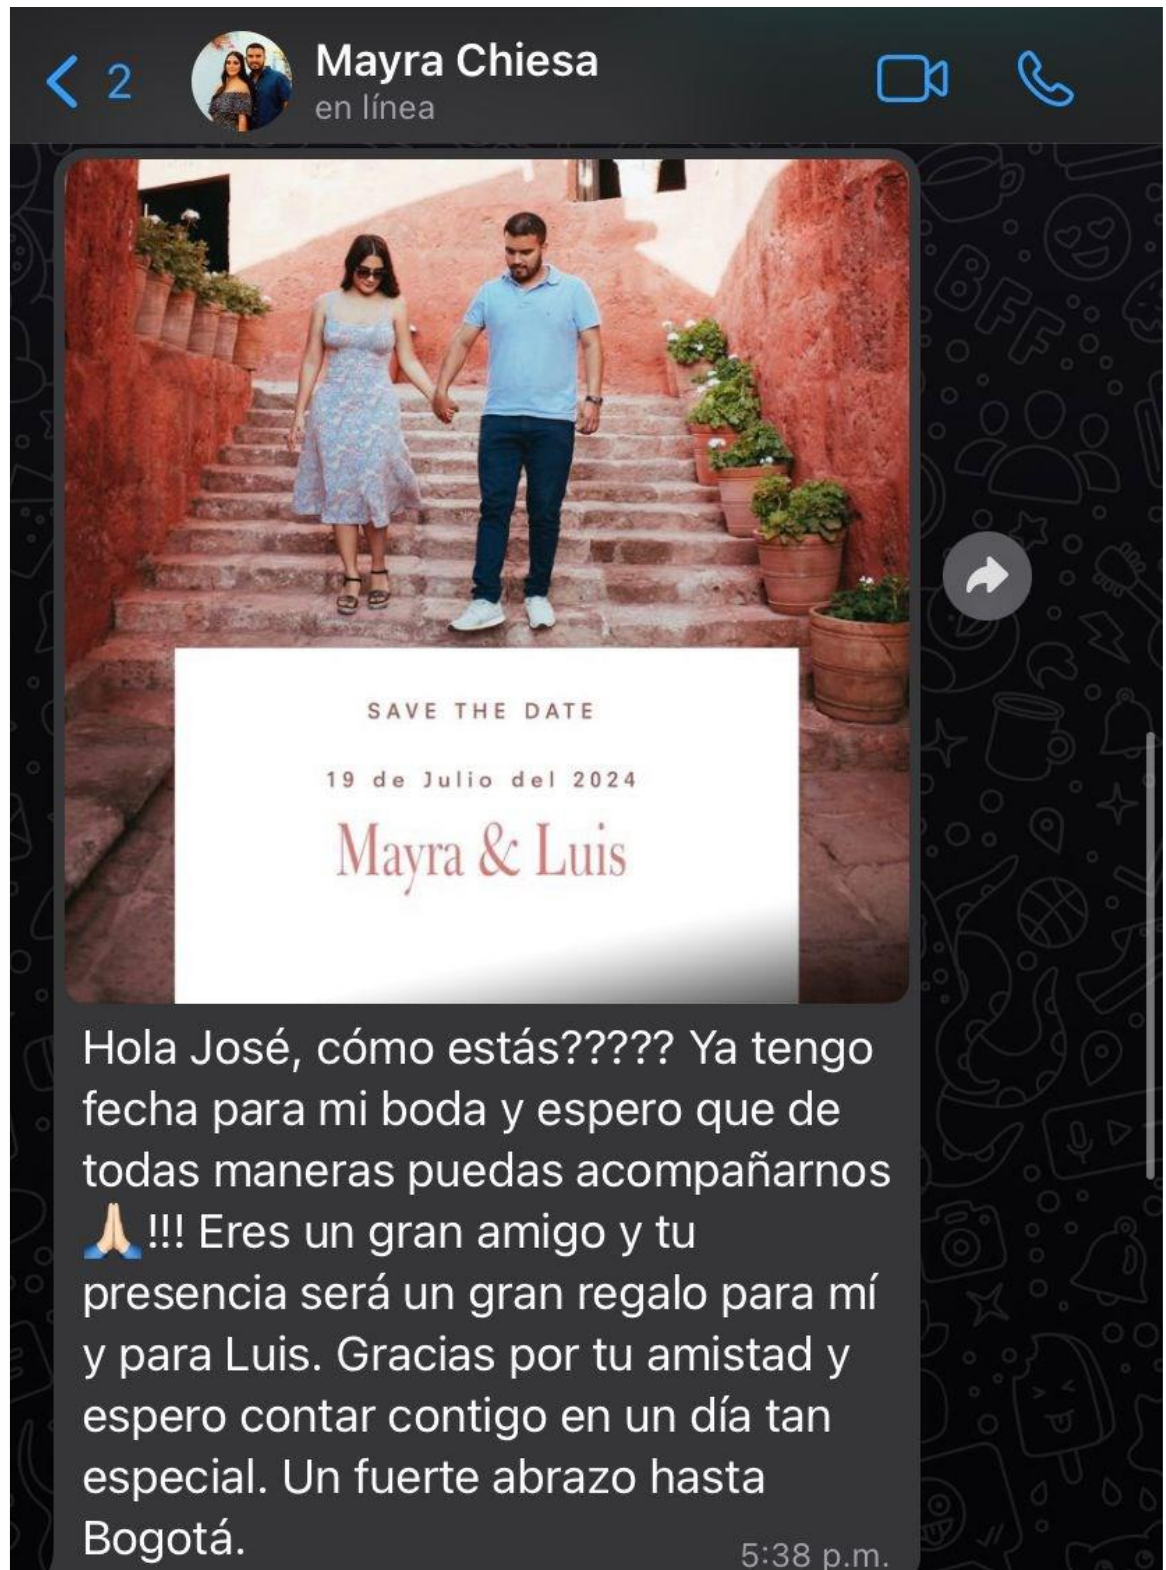 2
Mayra Chiesa
en línea
SAVE THE DATE
19 de Julio del 2024
Mayra & Luis
Hola José, cómo estás????? Ya tengo
fecha para mi boda y espero que de
todas maneras puedas acompañarnos
🙏🏻!!! Eres un gran amigo y tu
presencia será un gran regalo para mí
y para Luis. Gracias por tu amistad y
espero contar contigo en un día tan
especial. Un fuerte abrazo hasta
Bogotá.
5:38 p.m.
BFF